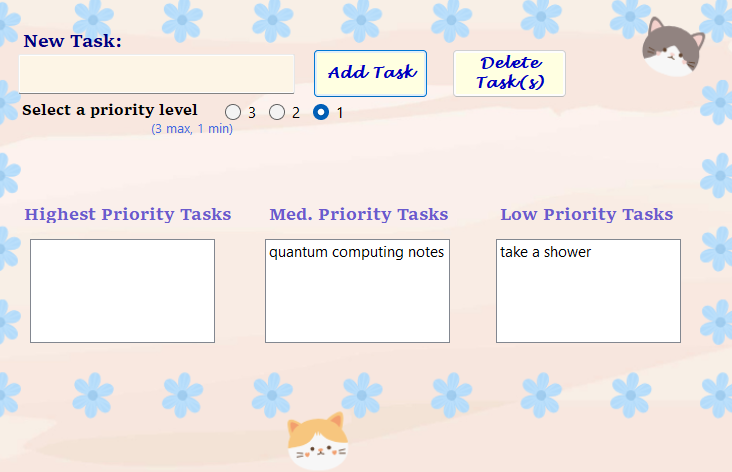 New Task:
Add Task
Delete
Task(s)
Select a priority level
3 2 1
(3 max, 1 min)
Highest Priority Tasks
Med. Priority Tasks
Low Priority Tasks
quantum computing notes
take a shower